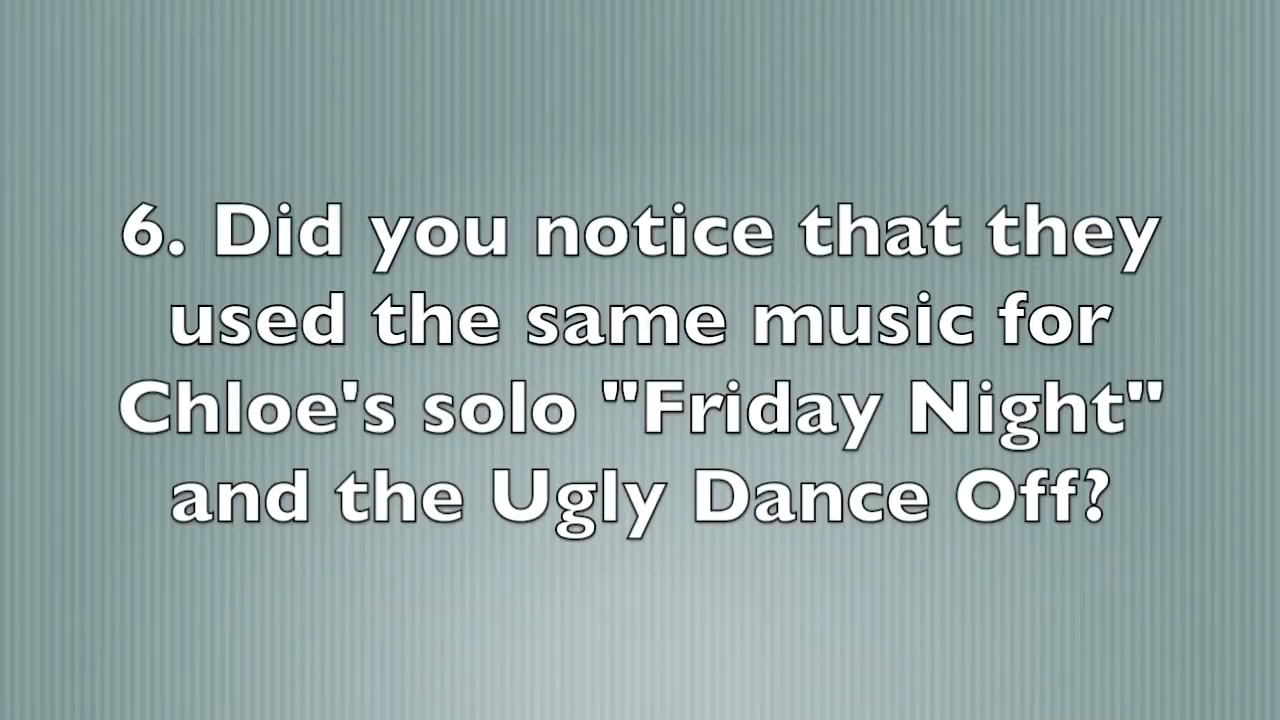 6. Did you notice that they
used the same music for
Chloe's solo "Friday Night"
and the Ugly Dance Off?